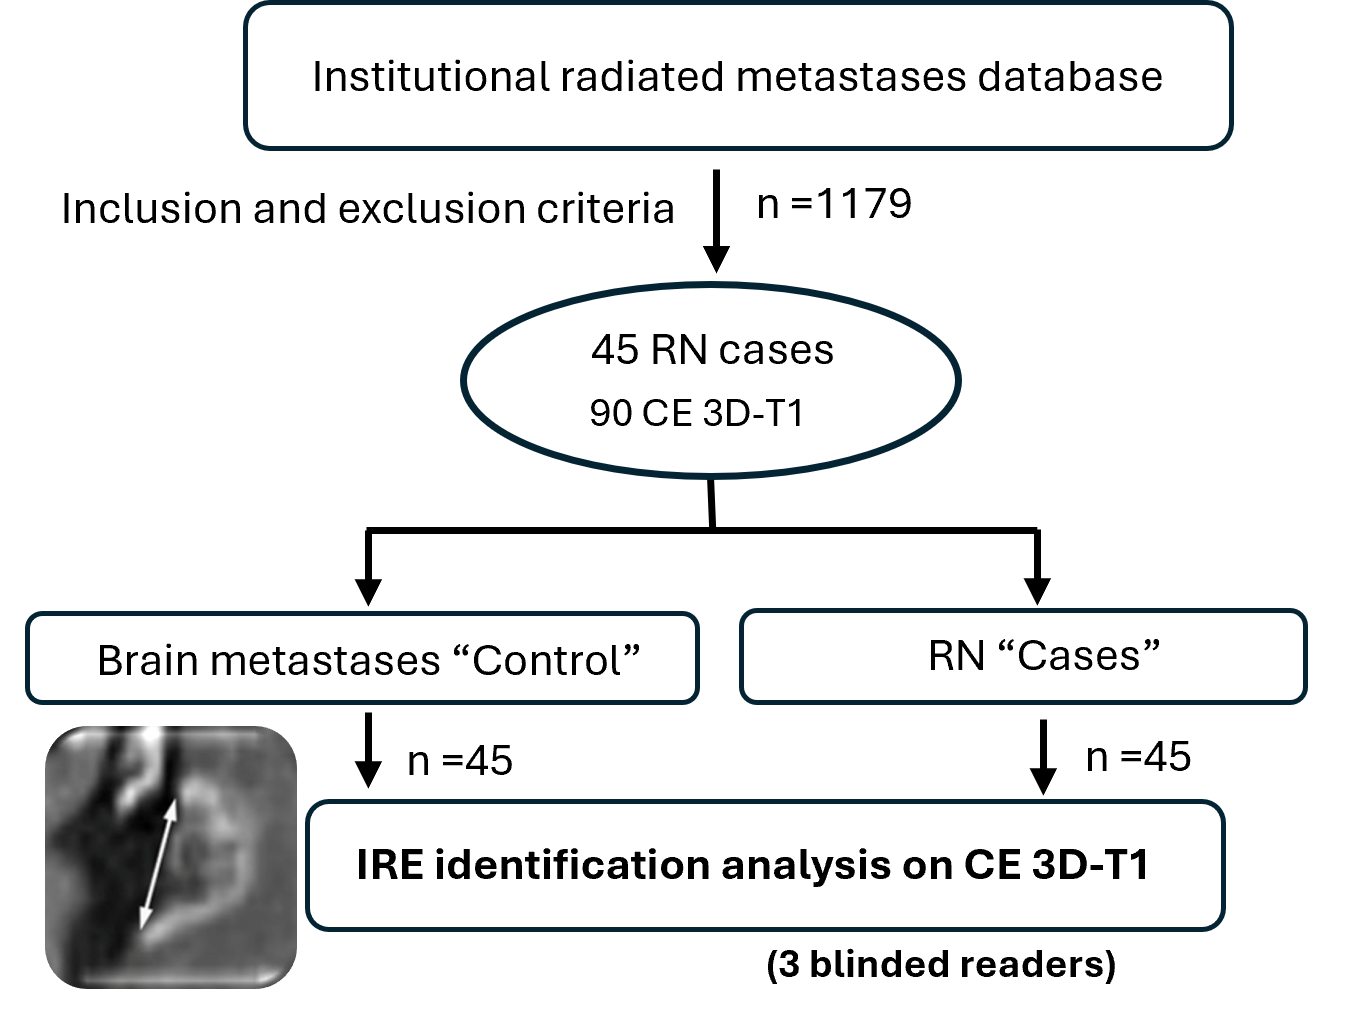 Institutional radiated metastases database
Inclusion and exclusion criteria
n =1179
45 RN cases
90 CE 3D-T1
Brain metastases “Control”
RN “Cases”
n =45
n =45
IRE identification analysis on CE 3D-T1
(3 blinded readers)